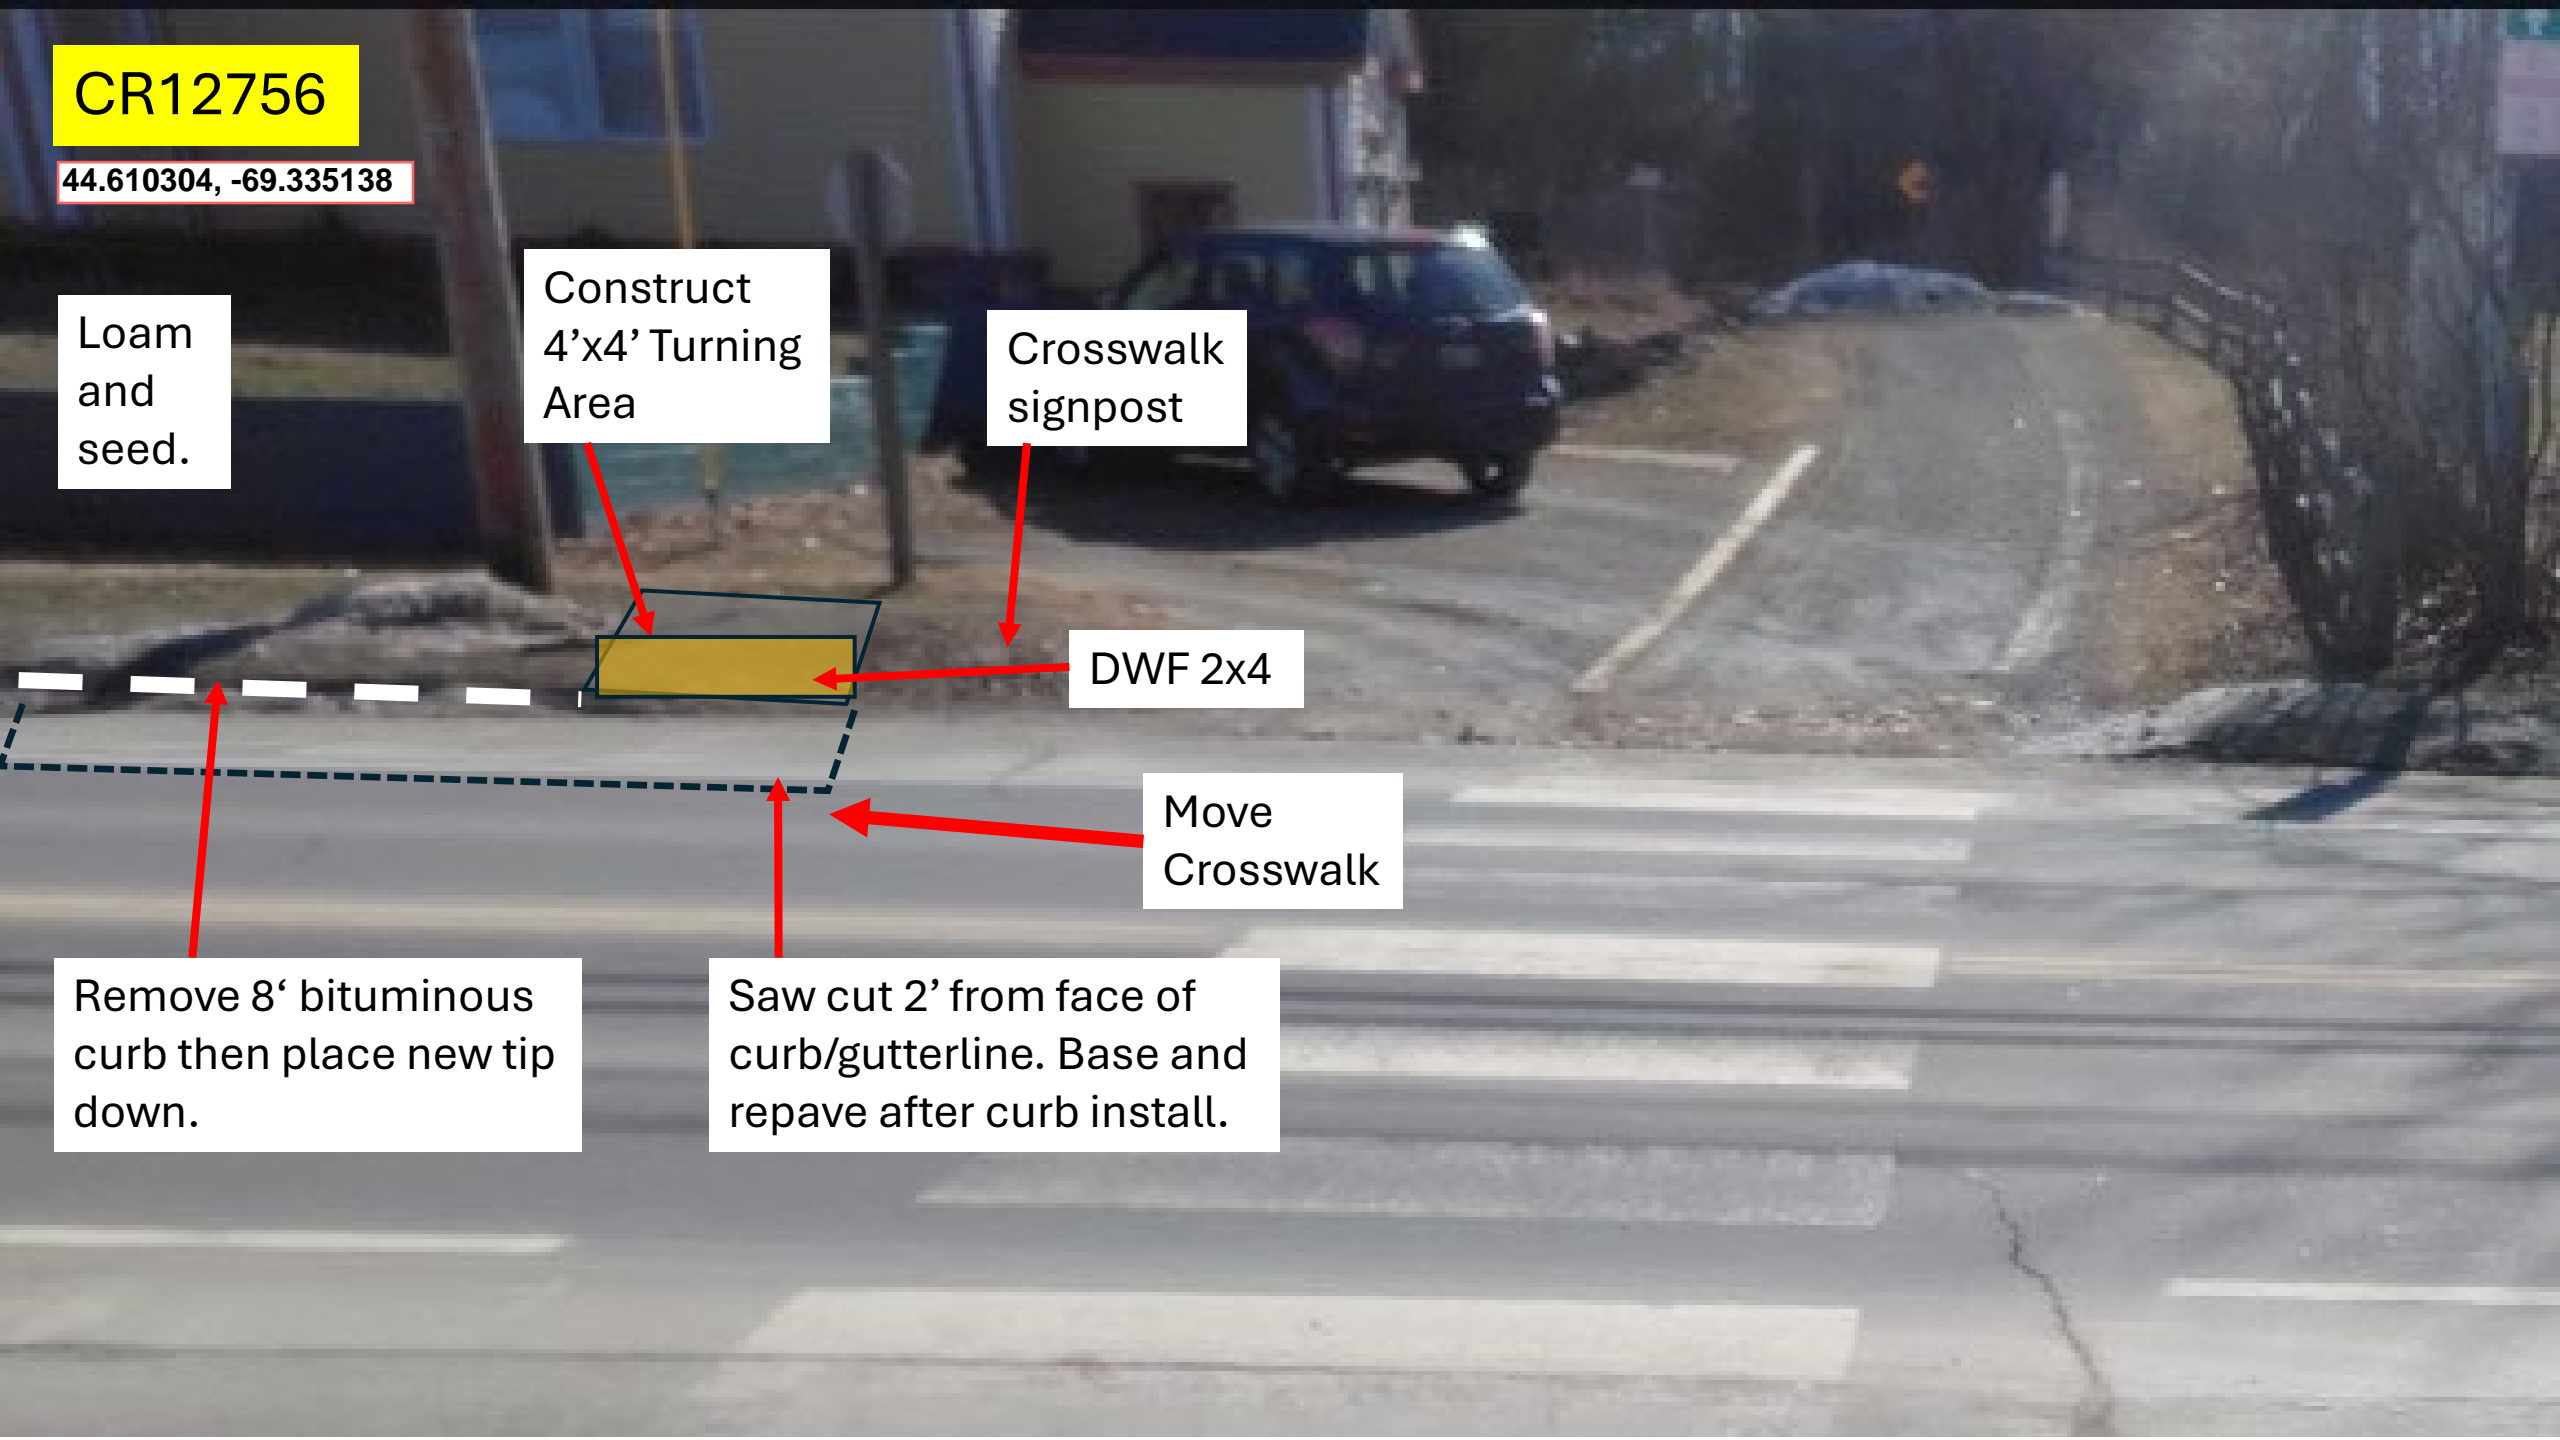 CR12756
44.610304, -69.335138
Loam
and
seed.
Construct
4’x4’ Turning
Area
Crosswalk
signpost
DWF 2x4
Move
Crosswalk
Remove 8‘ bituminous
curb then place new tip
down.
Saw cut 2’ from face of
curb/gutterline. Base and
repave after curb install.